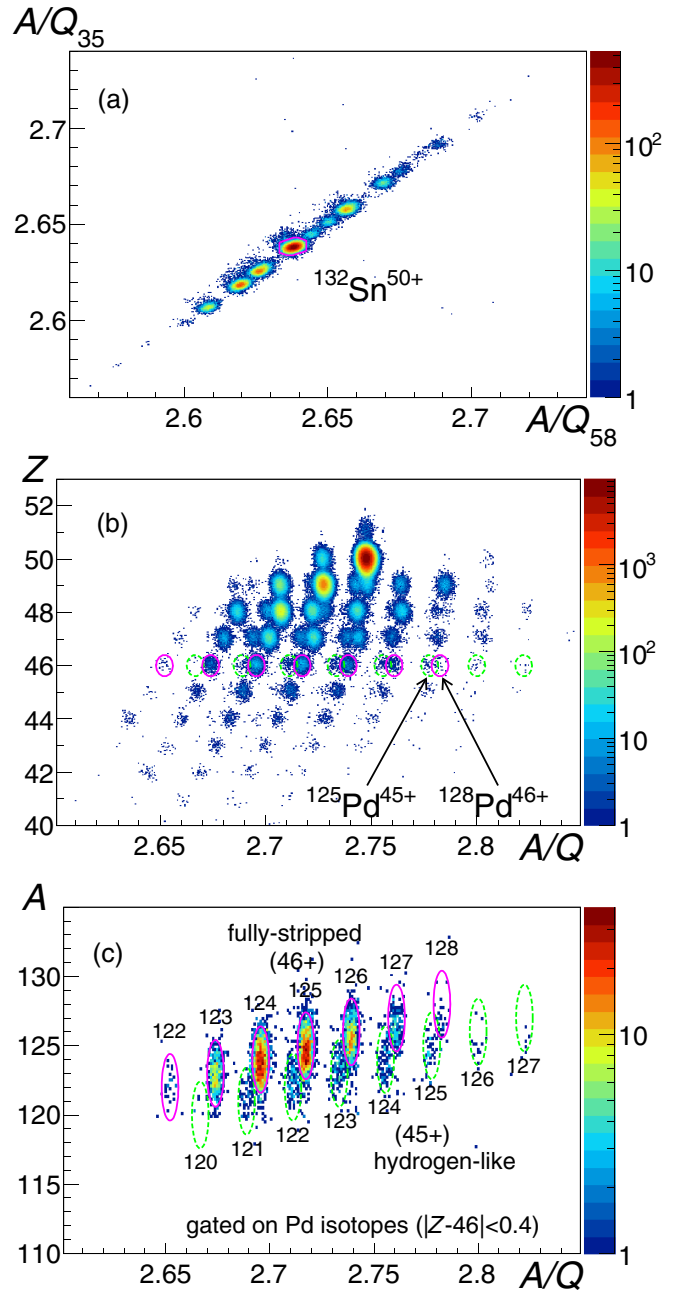 A/Q35
(a)
2.7
2.65
2.6
132Sn50+
2.6 2.65 2.7
A/Q58
10²
10
1
Z
(b)
52
50
48
46
44
42
40
125Pd45+ 128Pd46+
2.65 2.7 2.75 2.8
A/Q
10³
10²
10
1
A
(c)
fully-stripped
(46+)
130
125
120
115
110
122 123 124 125 126 127 128
120 121 122 123 124 125 126 127
(45+)
hydrogen-like
gated on Pd isotopes (|Z-46|<0.4)
2.65 2.7 2.75 2.8
A/Q
10
1